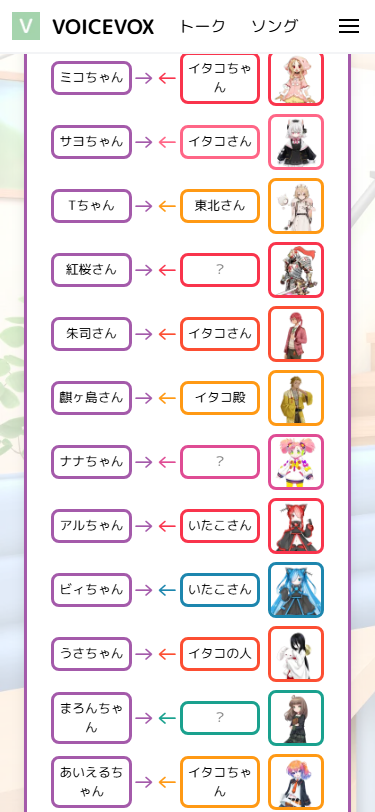 V VOICEVOX トーク ソング
ミコちゃん → ← イタコちゃ
ん
サヨちゃん → ← イタコさん
Tちゃん → ← 東北さん
紅桜さん → ← ?
朱司さん → ← イタコさん
麒ヶ島さん → ← イタコ殿
ナナちゃん → ← ?
アルちゃん → ← いたこさん
ビィちゃん → ← いたこさん
うさちゃん → ← イタコの人
まろんちゃ
ん → ← ?
あいえるち
ゃん → ← イタコちゃ
ん